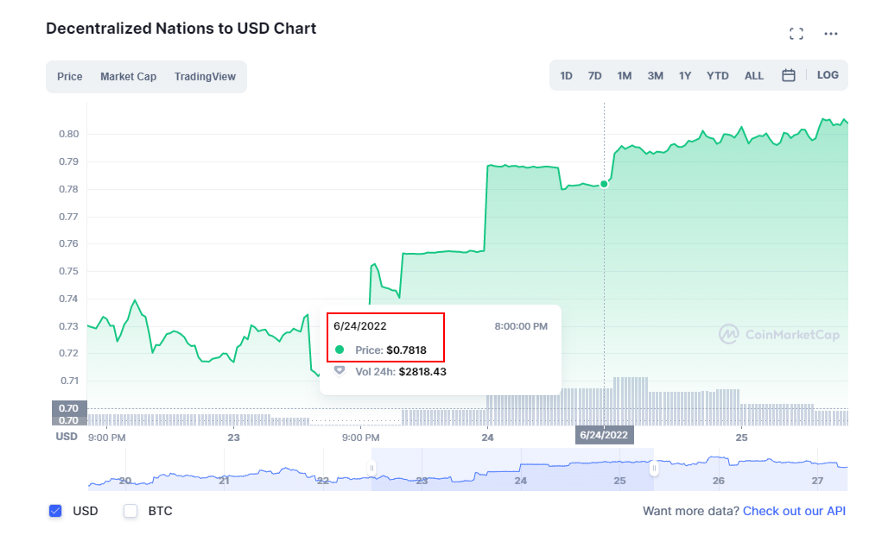 Decentralized Nations to USD Chart
Price Market Cap TradingView
1D 7D 1M 3M 1Y YTD ALL LOG
0.80
0.79
0.78
0.77
0.76
0.75
0.74
0.73
0.72
0.71
0.70
0.70
6/24/2022 8:00:00 PM
Price: $0.7818
Vol 24h: $2818.43
CoinMarketCap
USD 9:00 PM 23 9:00 PM 24 6/24/2022 25
20 21 22 23 24 25 26 27
USD BTC
Want more data? Check out our API